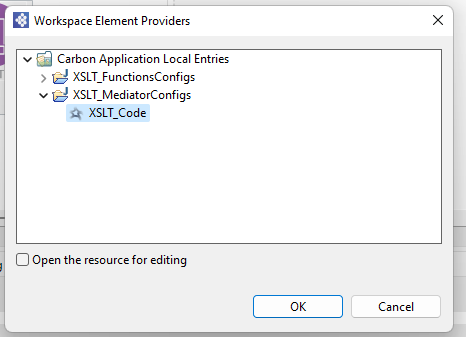 Workspace Element Providers
Carbon Application Local Entries
XSLT_FunctionsConfigs
XSLT_MediatorConfigs
XSLT_Code
Open the resource for editing
OK
Cancel